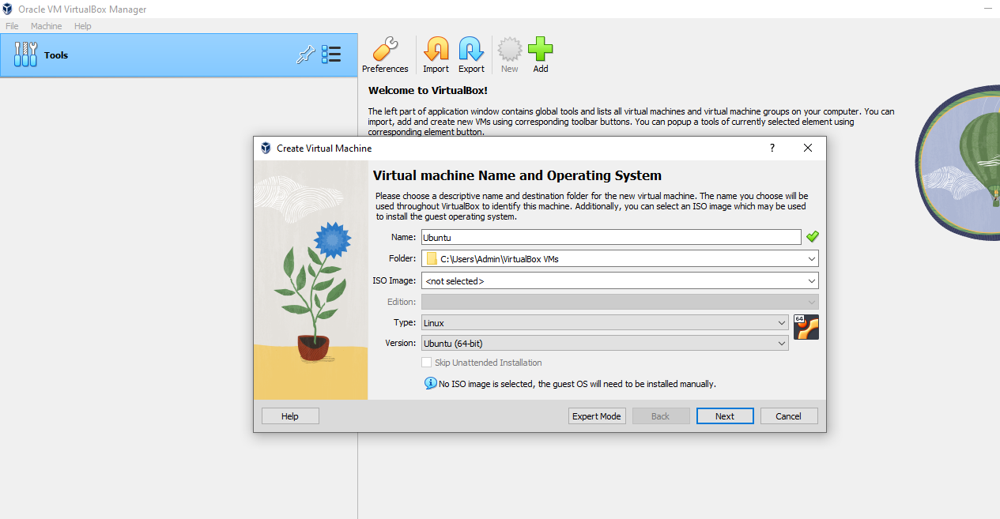 Oracle VM VirtualBox Manager
File Machine Help
Tools
Preferences Import Export New Add
Welcome to VirtualBox!
The left part of application window contains global tools and lists all virtual machines and virtual machine groups on your computer. You can
import, add and create new VMs using corresponding toolbar buttons. You can popup a tools of currently selected element using
corresponding element button.
Create Virtual Machine
?
Virtual machine Name and Operating System
Please choose a descriptive name and destination folder for the new virtual machine. The name you choose will be
used throughout VirtualBox to identify this machine. Additionally, you can select an ISO image which may be used
to install the guest operating system.
Name: Ubuntu
Folder: C:\Users\Admin\VirtualBox VMs
ISO Image: <not selected>
Edition:
Type: Linux
64
Version: Ubuntu (64-bit)
Skip Unattended Installation
No ISO image is selected, the guest OS will need to be installed manually.
Help Expert Mode Back Next Cancel